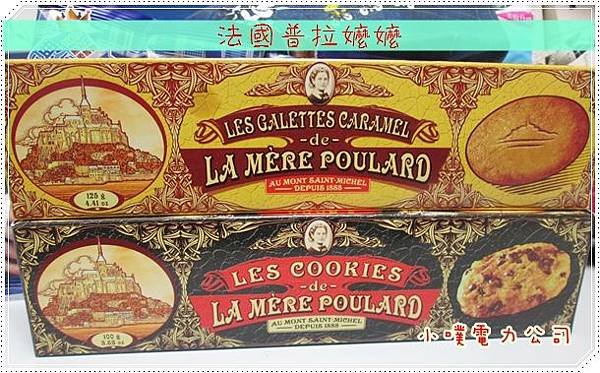 法國普拉嬤嬤
LES GALETTES CARAMEL
-de-
LA MÈRE POULARD
AU MONT SAINT-MICHEL
DEPUIS 1888
125 g
4.41 oz
LES COOKIES
-de-
LA MÈRE POULARD
AU MONT SAINT-MICHEL
DEPUIS 1888
100 g
3.53 oz
小噗電力公司